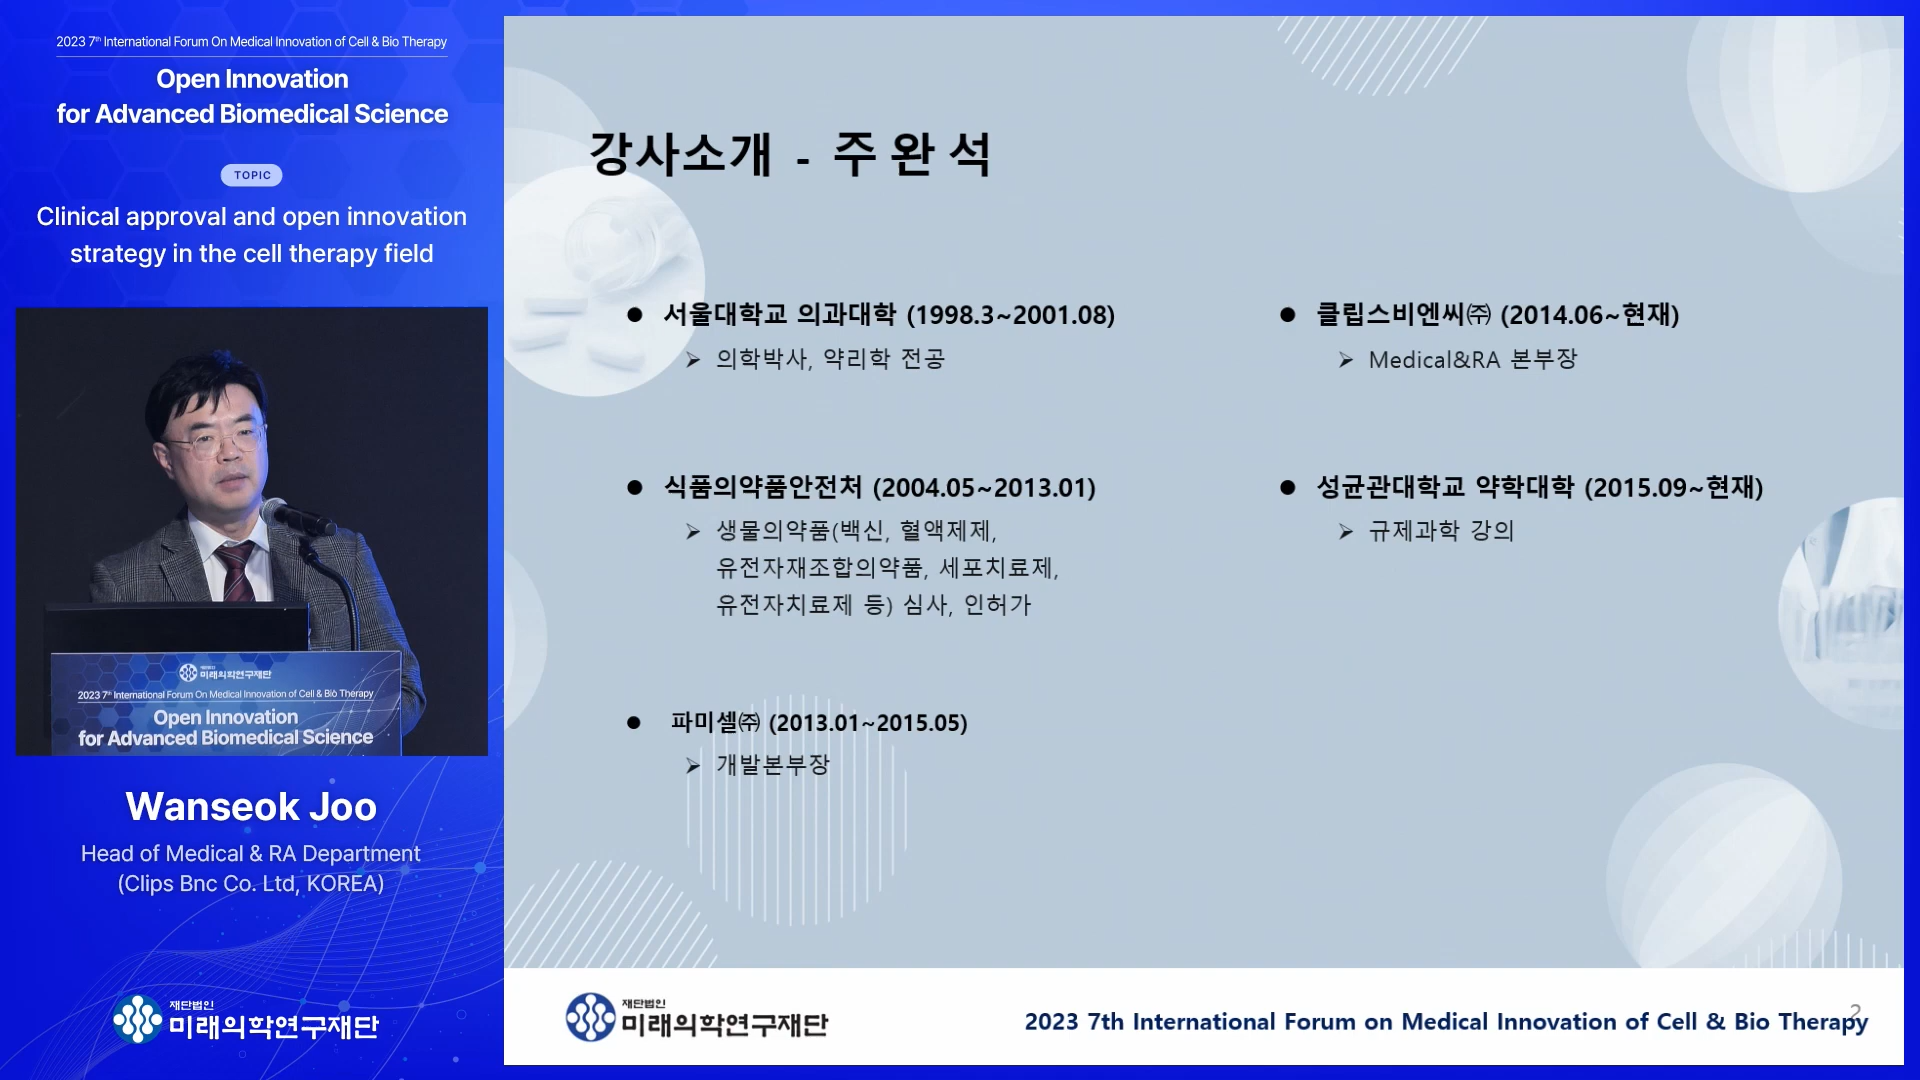 2023 7th International Forum On Medical Innovation of Cell & Bio Therapy
Open Innovation
for Advanced Biomedical Science
TOPIC
Clinical approval and open innovation
strategy in the cell therapy field
재단법인
미래의학연구재단
2023 7th International Forum On Medical Innovation of Cell & Bio Therapy
Open Innovation
for Advanced Biomedical Science
Wanseok Joo
Head of Medical & RA Department
(Clips Bnc Co. Ltd, KOREA)
재단법인
미래의학연구재단
강사소개 - 주 완 석
● 서울대학교 의과대학 (1998.3~2001.08)
➢ 의학박사, 약리학 전공
● 식품의약품안전처 (2004.05~2013.01)
➢ 생물의약품(백신, 혈액제제,
유전자재조합의약품, 세포치료제,
유전자치료제 등) 심사, 인허가
● 파미셀㈜ (2013.01~2015.05)
➢ 개발본부장
● 클립스비엔씨㈜ (2014.06~현재)
➢ Medical&RA 본부장
● 성균관대학교 약학대학 (2015.09~현재)
➢ 규제과학 강의
재단법인
미래의학연구재단
2023 7th International Forum on Medical Innovation of Cell & Bio Therapy
2